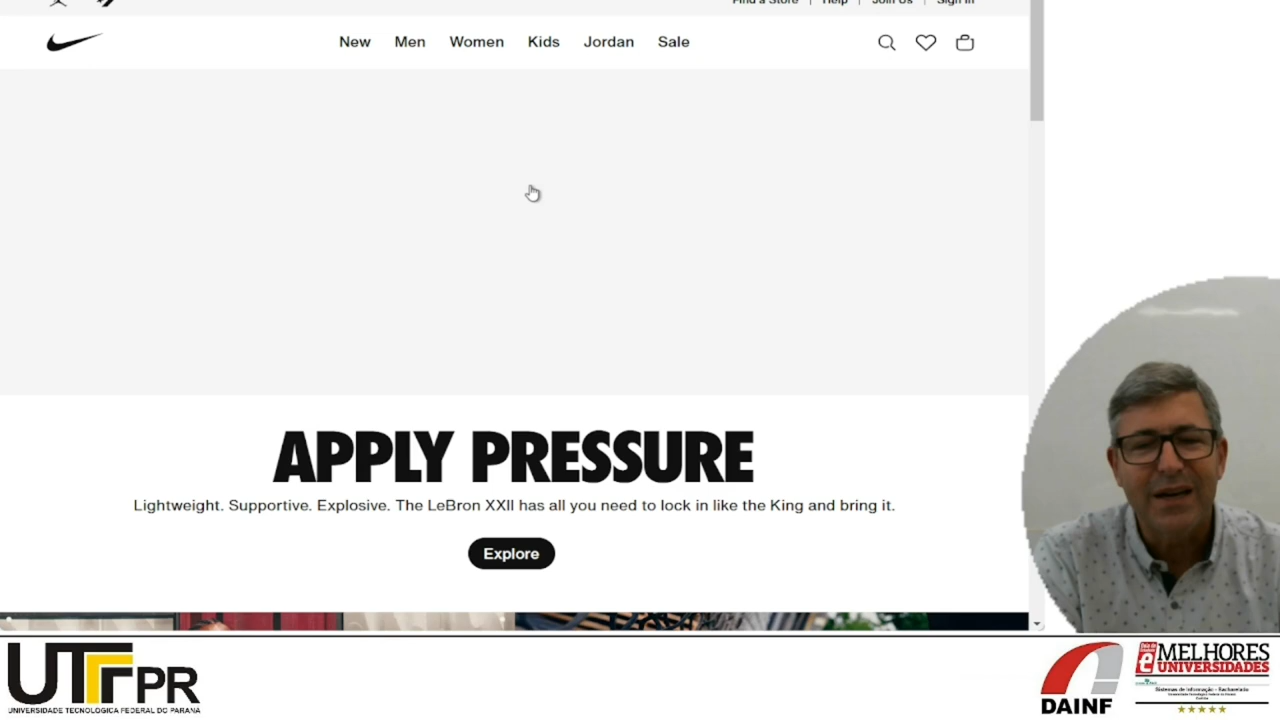 Find a Store | Help | Join Us | Sign In
New Men Women Kids Jordan Sale
APPLY PRESSURE
Lightweight. Supportive. Explosive. The LeBron XXII has all you need to lock in like the King and bring it.
Explore
UTFPR
UNIVERSIDADE TECNOLÓGICA FEDERAL DO PARANÁ
DAINF
MELHORES
UNIVERSIDADES
Sistemas de Informação - Bacharelado